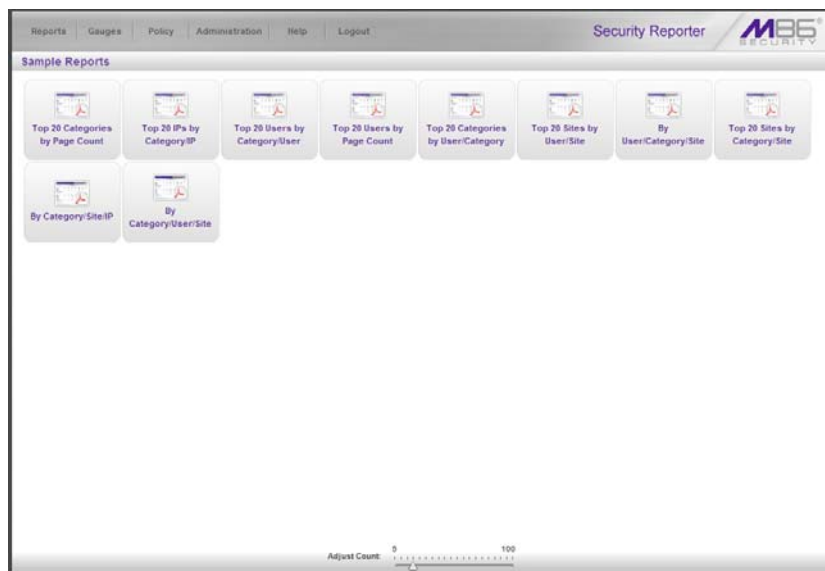 Reports Gauges Policy Administration Help Logout Security Reporter M86 SECURITY
Sample Reports
Top 20 Categories by Page Count
Top 20 IPs by Category/IP
Top 20 Users by Category/User
Top 20 Users by Page Count
Top 20 Categories by User/Category
Top 20 Sites by User/Site
By User/Category/Site
Top 20 Sites by Category/Site
By Category/Site/IP
By Category/User/Site
Adjust Count: 0 100